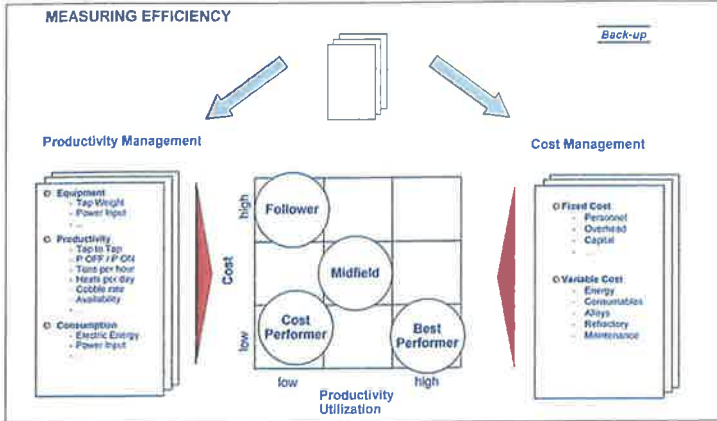 MEASURING EFFICIENCY
Back-up
Productivity Management
Cost Management
Equipment
- Tap Weight
- Power Input
- ...
Productivity
- Tap to Tap
- P OFF / P ON
- Tons per hour
- Heats per day
- Cobble rate
- Availability
Consumption
- Electric Energy
- Power Input
high
Cost
low
Follower
Midfield
Cost
Performer
Best
Performer
low
high
Productivity
Utilization
Fixed Cost
- Personnel
- Overhead
- Capital
- ...
Variable Cost
- Energy
- Consumables
- Alloys
- Refractory
- Maintenance